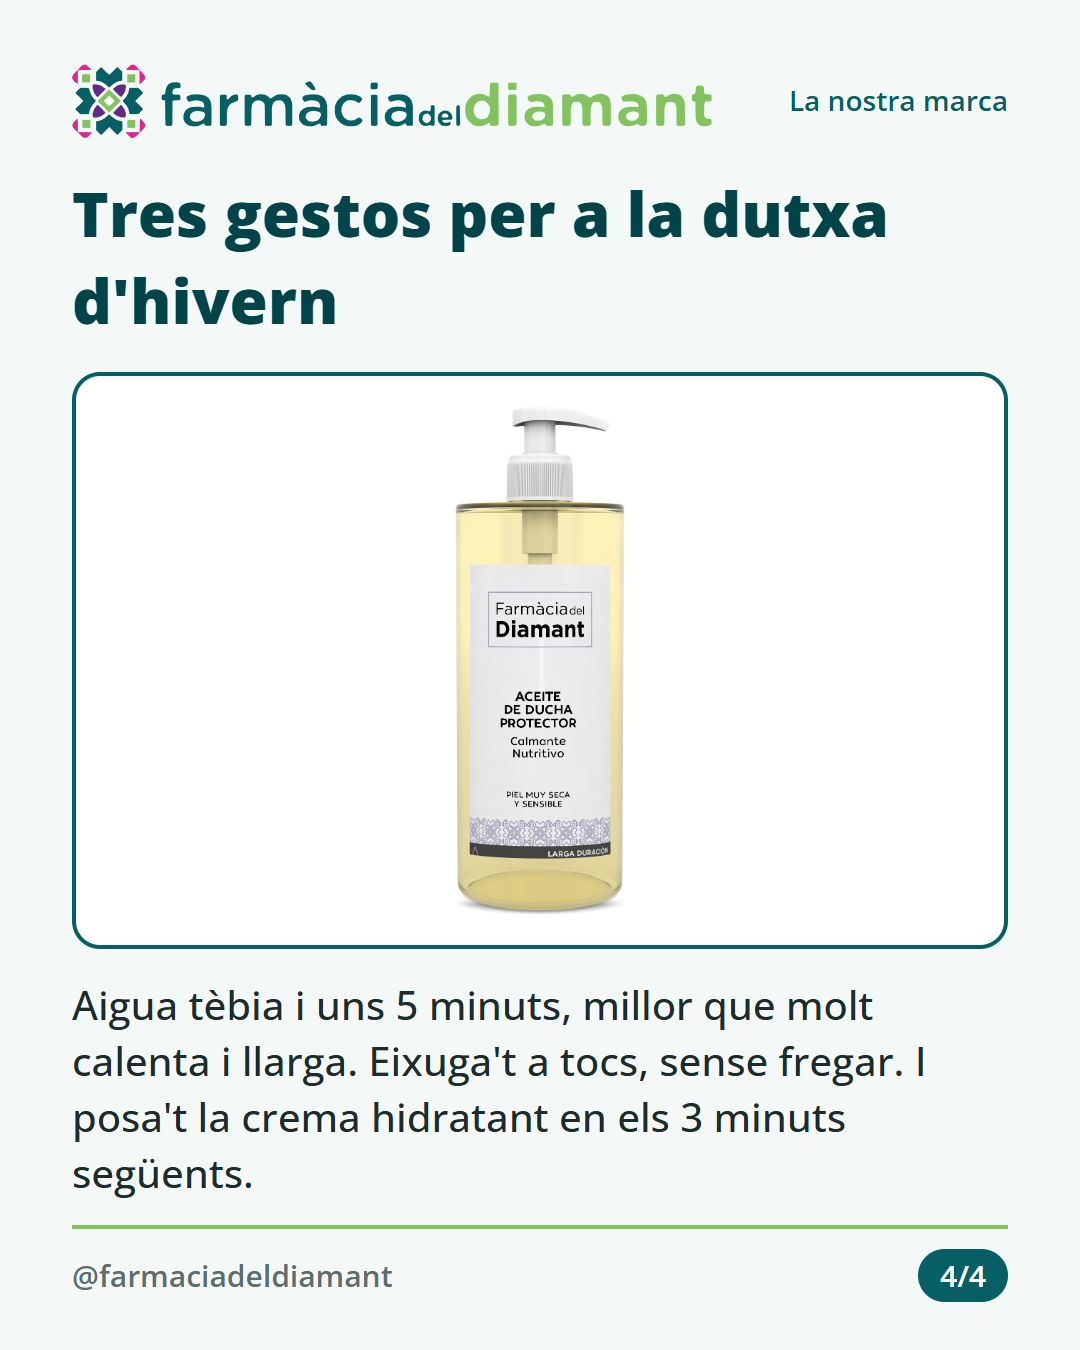 farmàciadeldiamant
La nostra marca
Tres gestos per a la dutxa
d'hivern
Farmàciadel
Diamant
ACEITE
DE DUCHA
PROTECTOR
Calmante
Nutritivo
PIEL MUY SECA
Y SENSIBLE
LARGA DURACIÓN
Aigua tèbia i uns 5 minuts, millor que molt
calenta i llarga. Eixuga't a tocs, sense fregar. I
posa't la crema hidratant en els 3 minuts
següents.
@farmaciadeldiamant
4/4